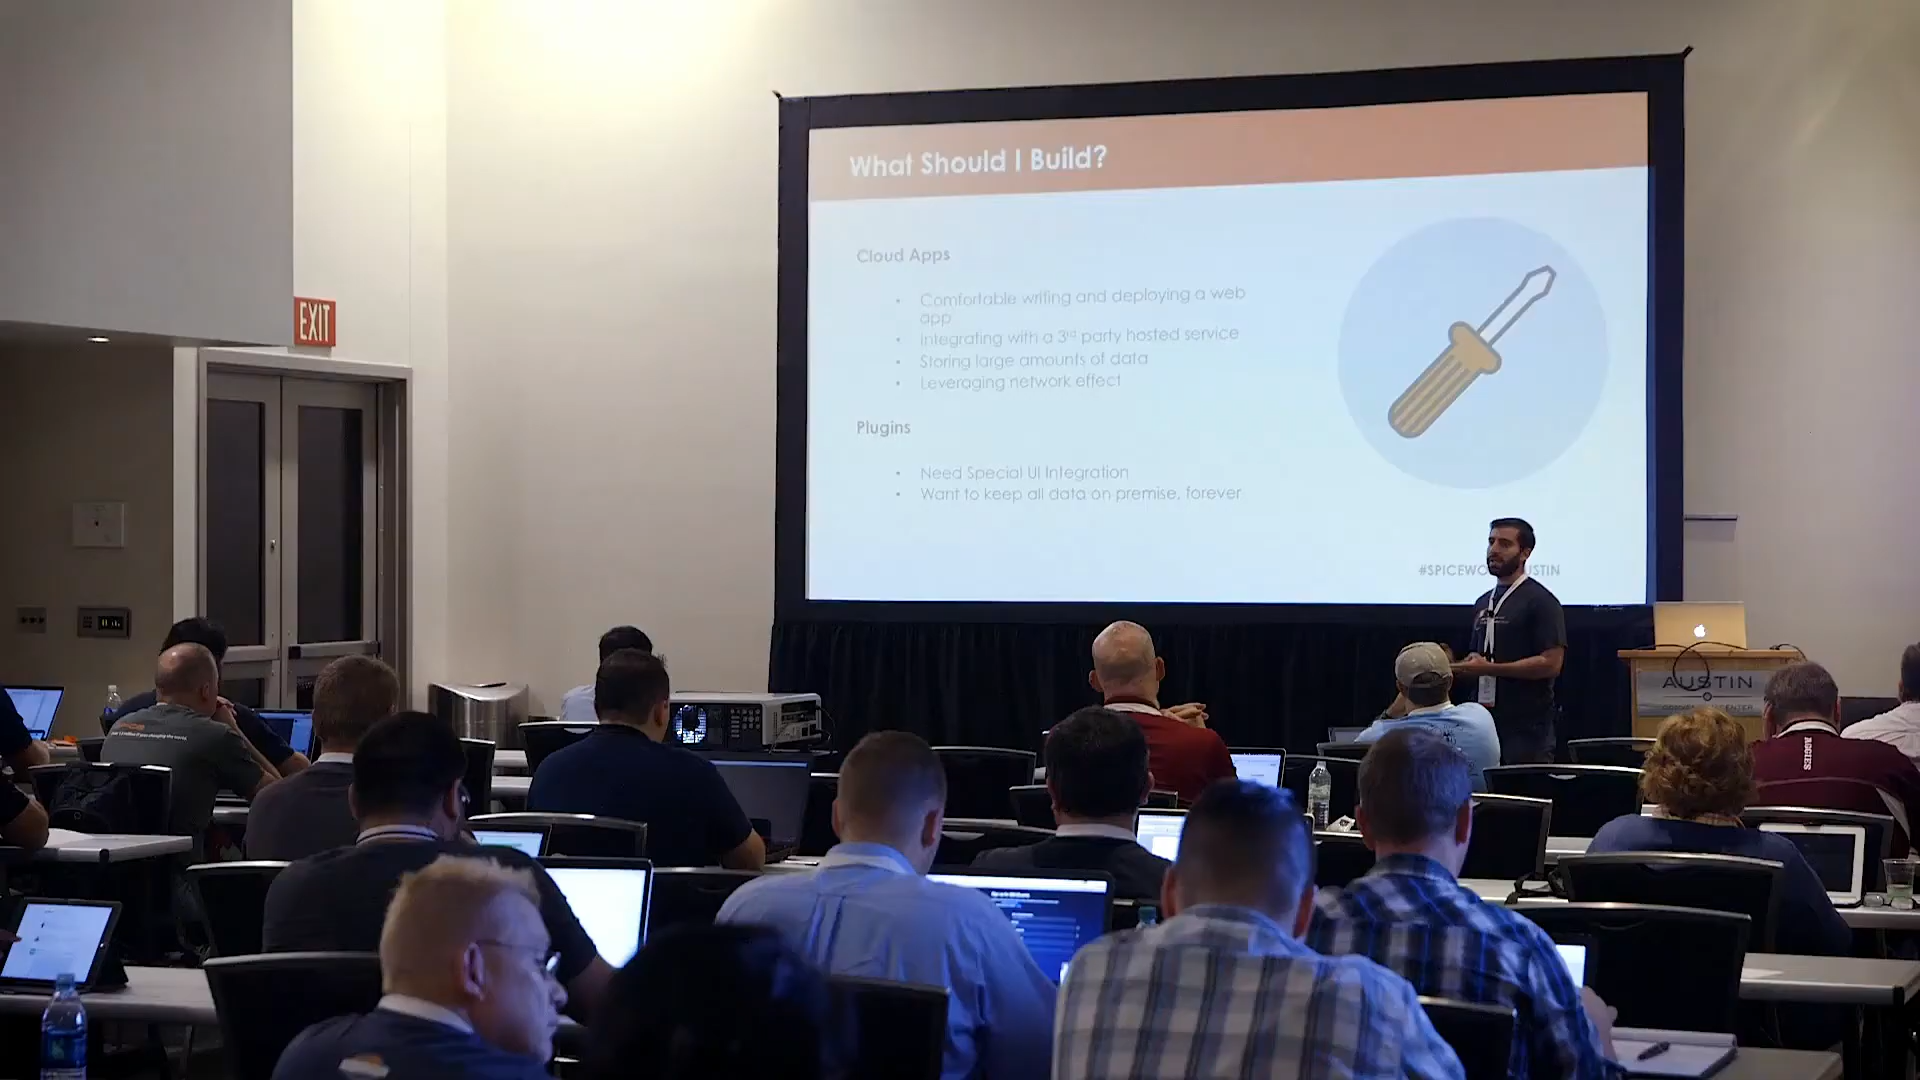 What Should I Build?
Cloud Apps
• Comfortable writing and deploying a web
app
• Integrating with a 3rd party hosted service
• Storing large amounts of data
• Leveraging network effect
Plugins
• Need Special UI Integration
• Want to keep all data on premise, forever
#SPICEWO USTIN
EXIT
AUSTIN
AGGIES